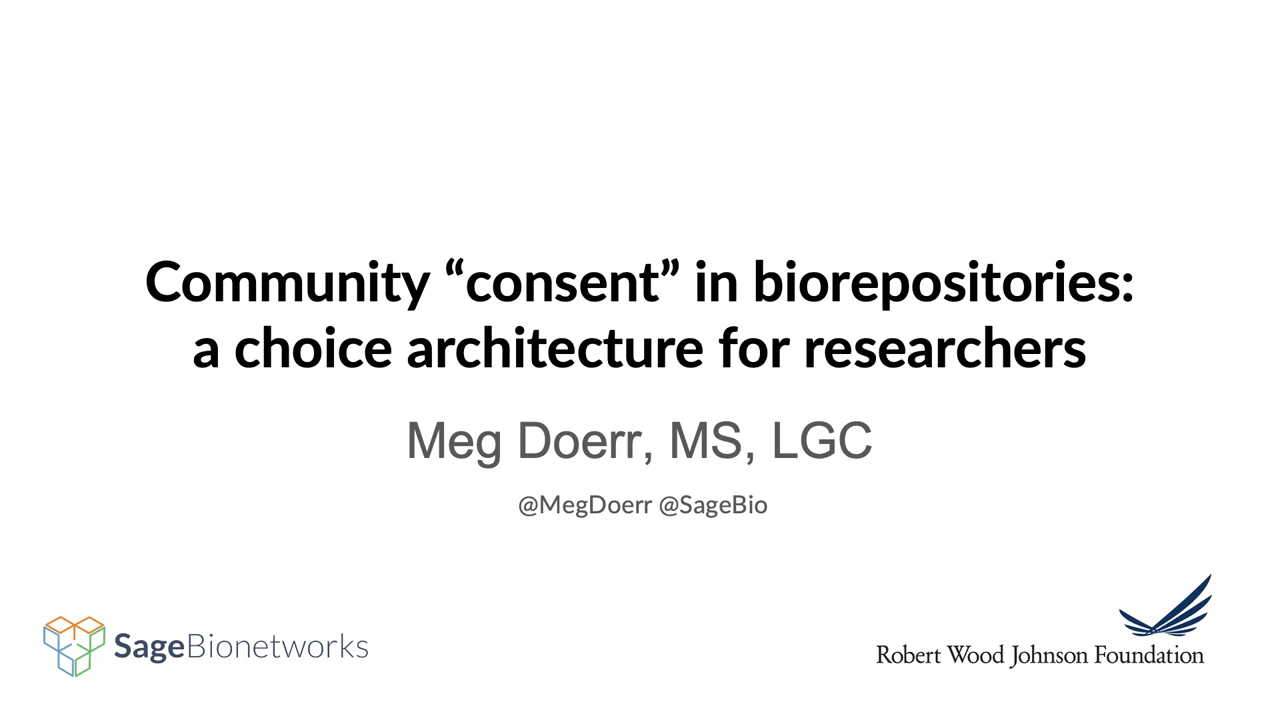 Community “consent” in biorepositories:
a choice architecture for researchers
Meg Doerr, MS, LGC
@MegDoerr @SageBio
SageBionetworks
Robert Wood Johnson Foundation